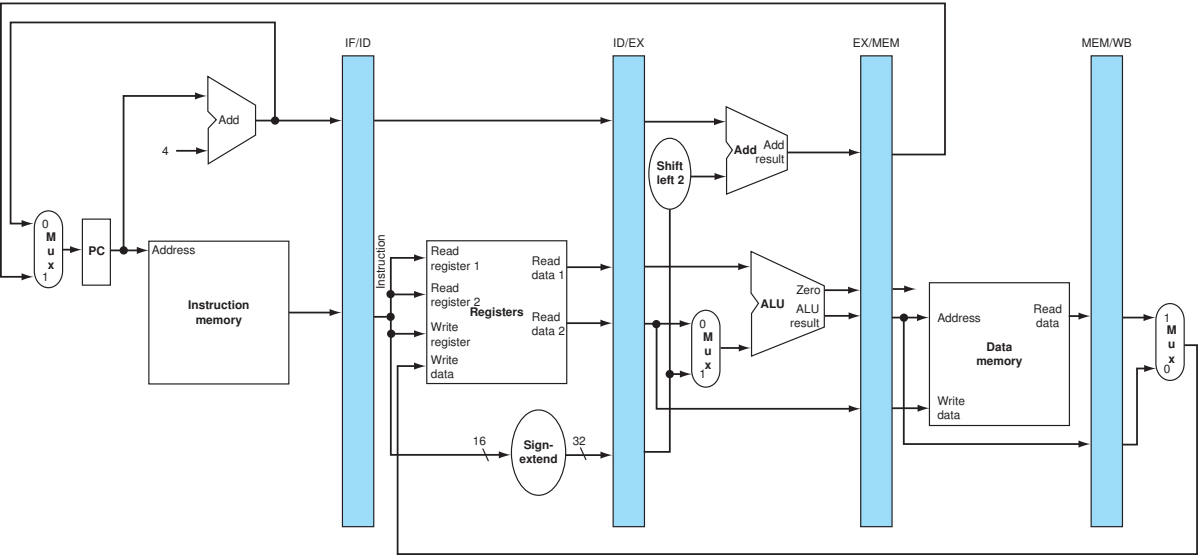 IF/ID
ID/EX
EX/MEM
MEM/WB
Add
4
Shift
left 2
Add
Add
result
0
M
u
x
1
PC
Address
Instruction
memory
Instruction
Read
register 1
Read
register 2
Write
register
Write
data
Registers
Read
data 1
Read
data 2
16
Sign-
extend
32
0
M
u
x
1
ALU
Zero
ALU
result
Address
Read
data
Data
memory
Write
data
1
M
u
x
0